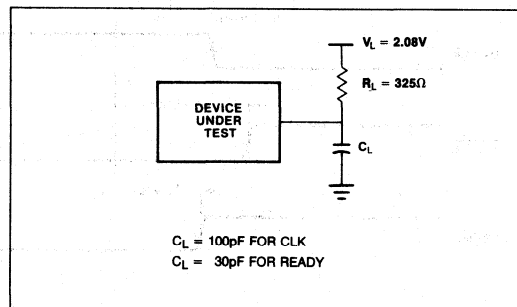 V_L = 2.08V
R_L = 325Ω
DEVICE
UNDER
TEST
C_L
C_L = 100pF FOR CLK
C_L = 30pF FOR READY